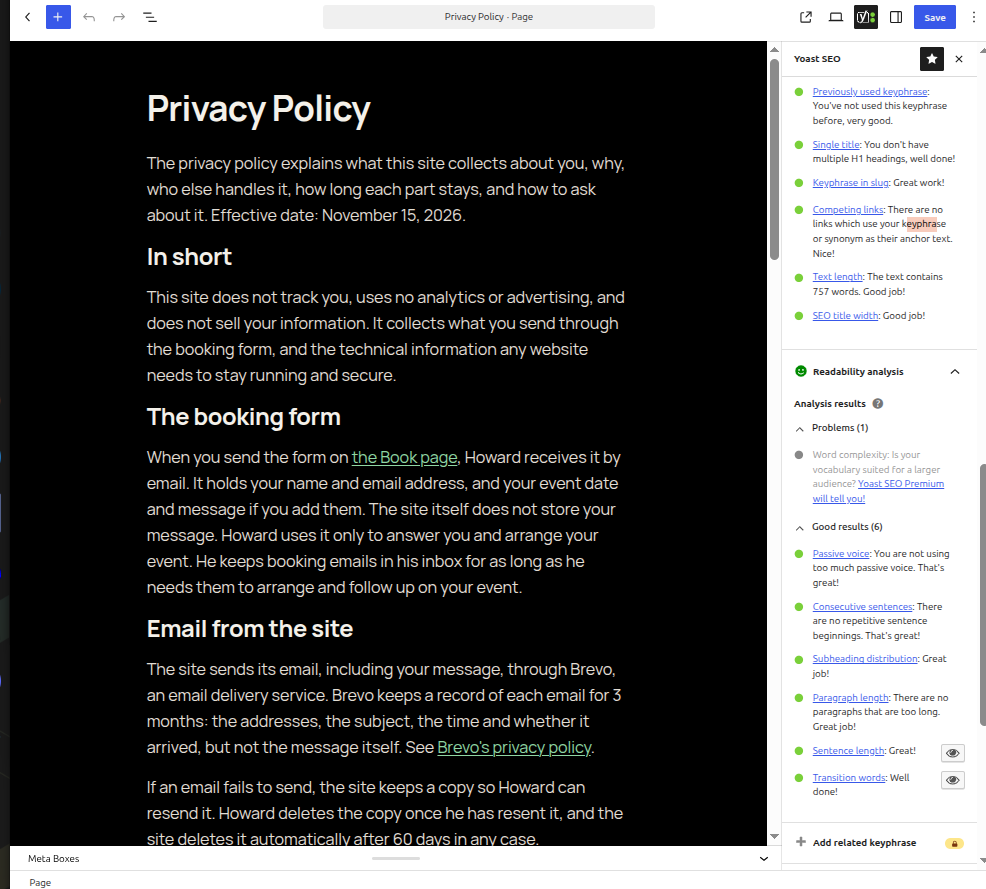 Privacy Policy · Page
Save
Privacy Policy
The privacy policy explains what this site collects about you, why,
who else handles it, how long each part stays, and how to ask
about it. Effective date: November 15, 2026.
In short
This site does not track you, uses no analytics or advertising, and
does not sell your information. It collects what you send through
the booking form, and the technical information any website
needs to stay running and secure.
The booking form
When you send the form on the Book page, Howard receives it by
email. It holds your name and email address, and your event date
and message if you add them. The site itself does not store your
message. Howard uses it only to answer you and arrange your
event. He keeps booking emails in his inbox for as long as he
needs them to arrange and follow up on your event.
Email from the site
The site sends its email, including your message, through Brevo,
an email delivery service. Brevo keeps a record of each email for 3
months: the addresses, the subject, the time and whether it
arrived, but not the message itself. See Brevo's privacy policy.
If an email fails to send, the site keeps a copy so Howard can
resend it. Howard deletes the copy once he has resent it, and the
site deletes it automatically after 60 days in any case.
Yoast SEO
Previously used keyphrase:
You've not used this keyphrase
before, very good.
Single title: You don't have
multiple H1 headings, well done!
Keyphrase in slug: Great work!
Competing links: There are no
links which use your keyphrase
or synonym as their anchor text.
Nice!
Text length: The text contains
757 words. Good job!
SEO title width: Good job!
Readability analysis
Analysis results
Problems (1)
Word complexity: Is your
vocabulary suited for a larger
audience? Yoast SEO Premium
will tell you!
Good results (6)
Passive voice: You are not using
too much passive voice. That's
great!
Consecutive sentences: There
are no repetitive sentence
beginnings. That's great!
Subheading distribution: Great
job!
Paragraph length: There are no
paragraphs that are too long.
Great job!
Sentence length: Great!
Transition words: Well
done!
Add related keyphrase
Meta Boxes
Page